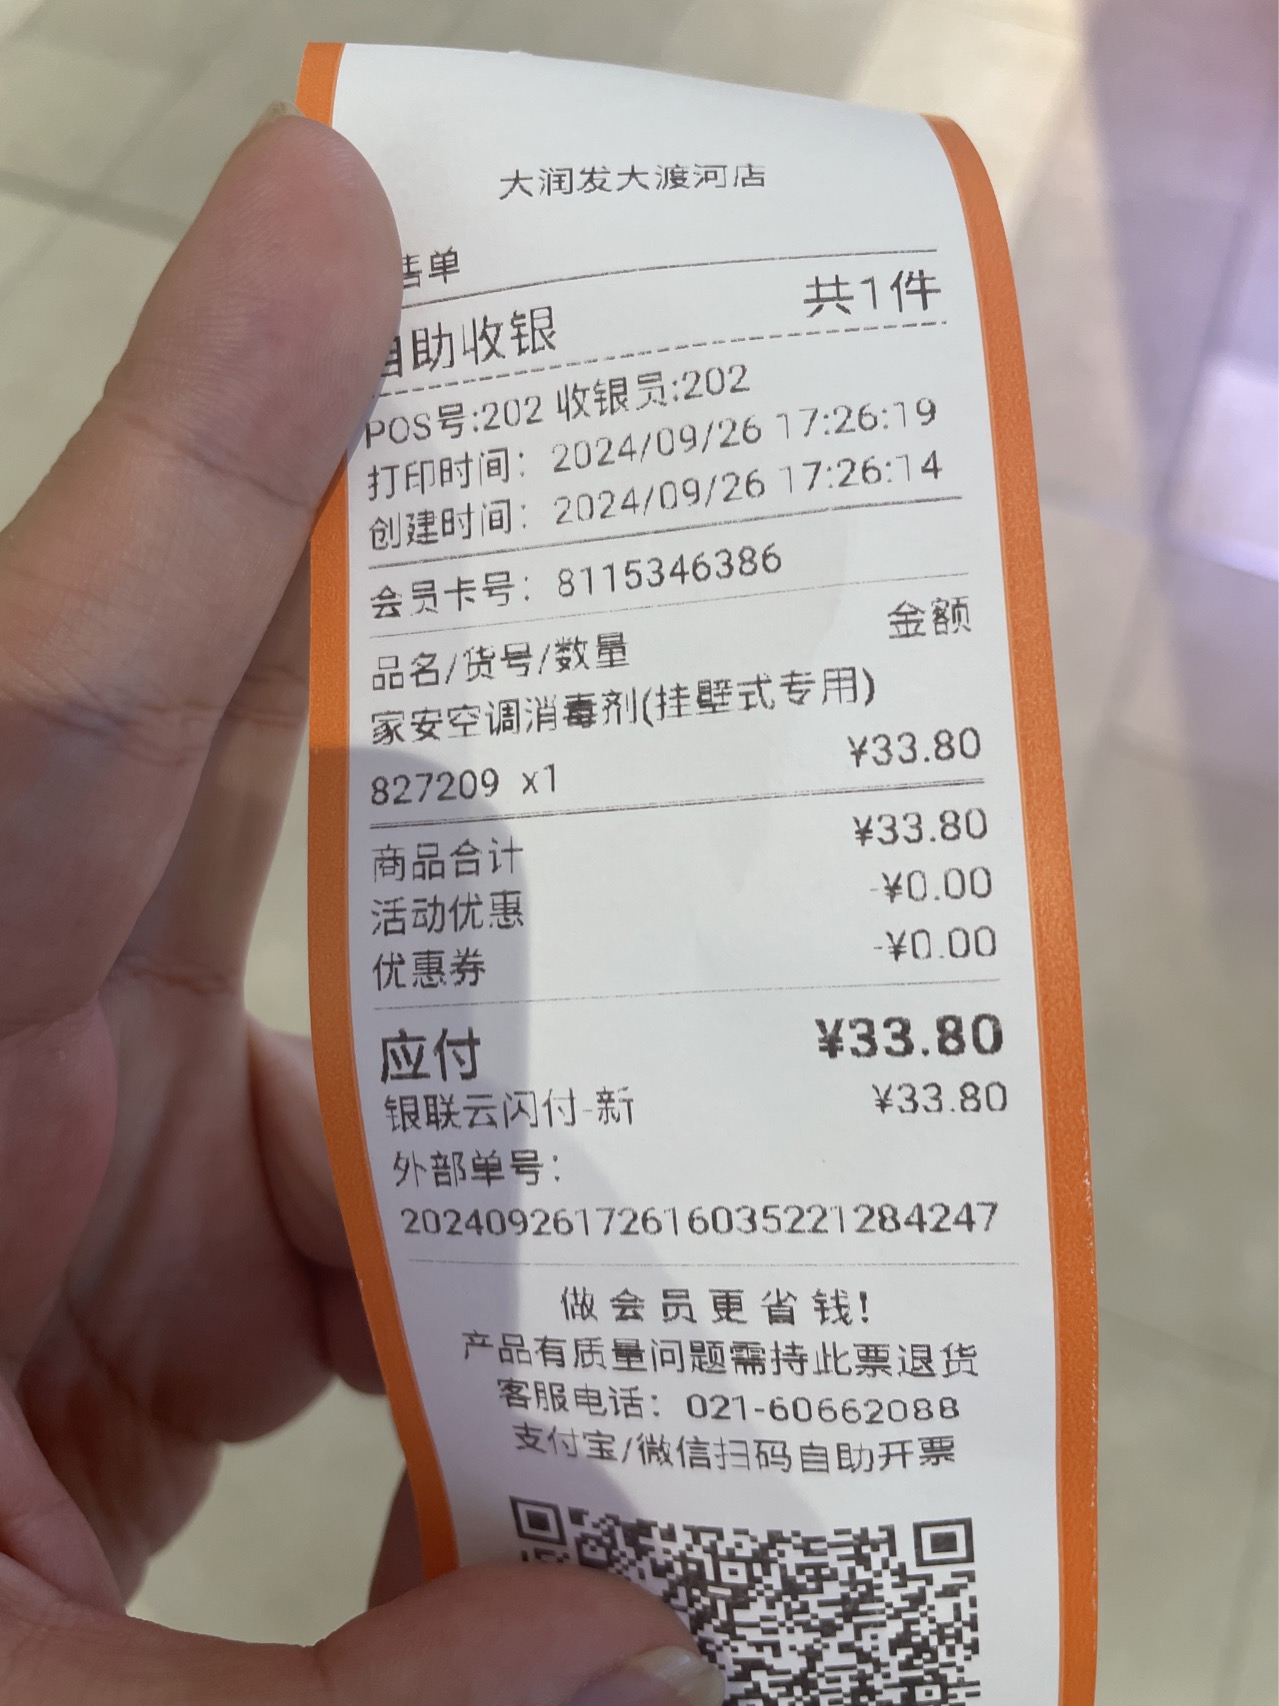 大润发大渡河店
售单
自助收银 共1件
POS号:202 收银员:202
打印时间：2024/09/26 17:26:19
创建时间：2024/09/26 17:26:14
会员卡号：8115346386
品名/货号/数量 金额
家安空调消毒剂(挂壁式专用)
827209 x1 ¥33.80
商品合计 ¥33.80
活动优惠 -¥0.00
优惠券 -¥0.00
应付 ¥33.80
银联云闪付-新 ¥33.80
外部单号：
2024092617261603522128​4247
做会员更省钱!
产品有质量问题需持此票退货
客服电话：021-60662088
支付宝/微信扫码自助开票